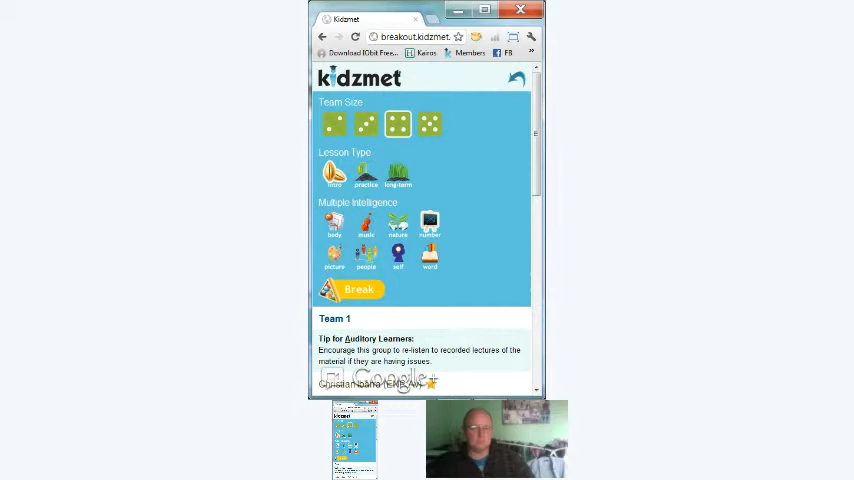 Kidzmet
breakout.kidzmet.
Download IObit Free... Kairos Members FB »
kidzmet
Team Size
Lesson Type
intro practice long-term
Multiple Intelligence
body music nature number
picture people self word
Break
Team 1
Tip for Auditory Learners:
Encourage this group to re-listen to recorded lectures of the
material if they are having issues.
Google+
Christian Ibarra